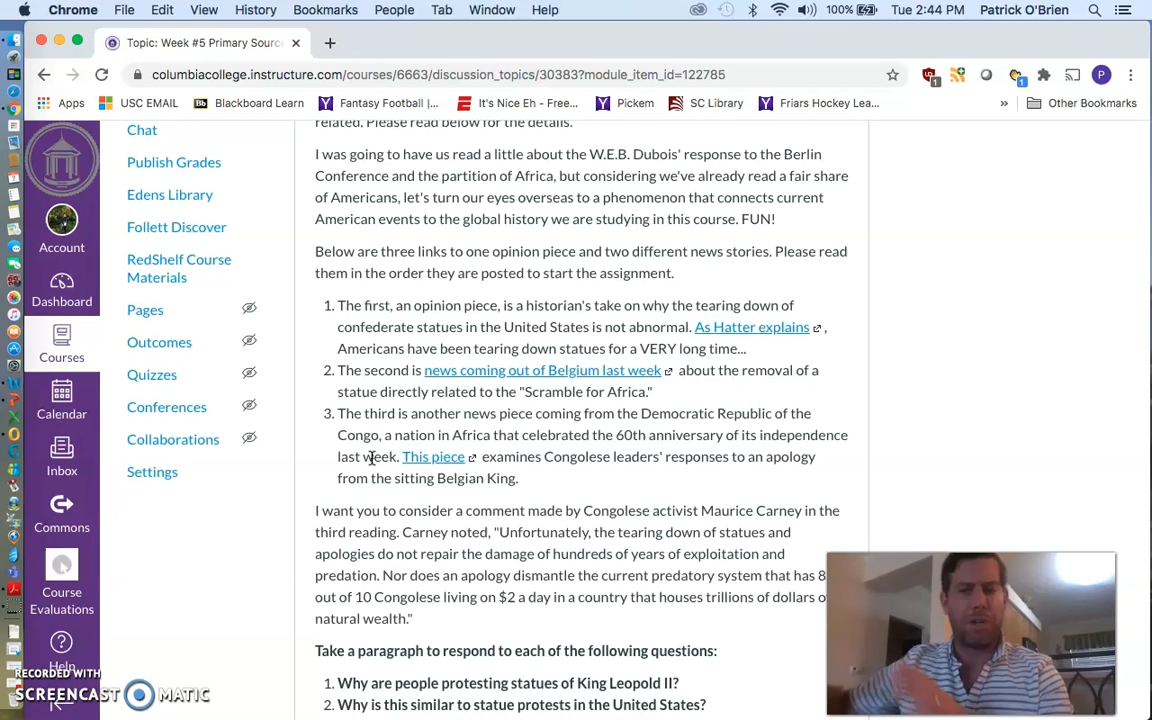 Chrome File Edit View History Bookmarks People Tab Window Help 100% Tue 2:44 PM Patrick O'Brien
Topic: Week #5 Primary Sourc
columbiacollege.instructure.com/courses/6663/discussion_topics/30383?module_item_id=122785
Apps USC EMAIL Bb Blackboard Learn Fantasy Football |... It's Nice Eh - Free... Pickem SC Library Friars Hockey Lea... » Other Bookmarks
Account
Dashboard
Courses
Calendar
Inbox
Commons
Course
Evaluations
Help
Chat
Publish Grades
Edens Library
Follett Discover
RedShelf Course
Materials
Pages
Outcomes
Quizzes
Conferences
Collaborations
Settings
related. Please read below for the details.
I was going to have us read a little about the W.E.B. Dubois' response to the Berlin
Conference and the partition of Africa, but considering we've already read a fair share
of Americans, let's turn our eyes overseas to a phenomenon that connects current
American events to the global history we are studying in this course. FUN!
Below are three links to one opinion piece and two different news stories. Please read
them in the order they are posted to start the assignment.
1. The first, an opinion piece, is a historian's take on why the tearing down of
confederate statues in the United States is not abnormal. As Hatter explains ,
Americans have been tearing down statues for a VERY long time...
2. The second is news coming out of Belgium last week about the removal of a
statue directly related to the "Scramble for Africa."
3. The third is another news piece coming from the Democratic Republic of the
Congo, a nation in Africa that celebrated the 60th anniversary of its independence
last week. This piece examines Congolese leaders' responses to an apology
from the sitting Belgian King.
I want you to consider a comment made by Congolese activist Maurice Carney in the
third reading. Carney noted, "Unfortunately, the tearing down of statues and
apologies do not repair the damage of hundreds of years of exploitation and
predation. Nor does an apology dismantle the current predatory system that has 8
out of 10 Congolese living on $2 a day in a country that houses trillions of dollars o
natural wealth."
Take a paragraph to respond to each of the following questions:
1. Why are people protesting statues of King Leopold II?
2. Why is this similar to statue protests in the United States?
RECORDED WITH
SCREENCAST MATIC